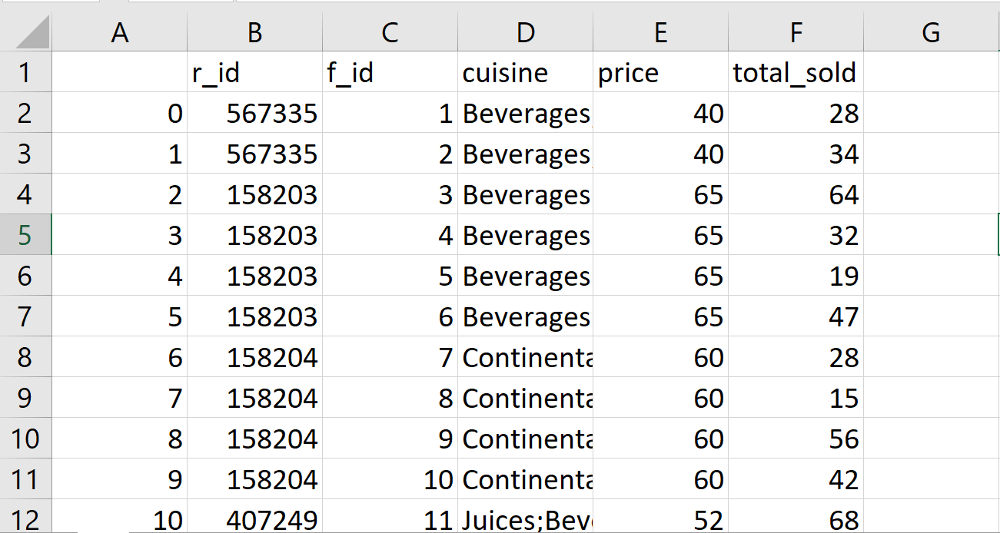 A B C D E F G
1 r_id f_id cuisine price total_sold
2 0 567335 1 Beverages; 40 28
3 1 567335 2 Beverages; 40 34
4 2 158203 3 Beverages 65 64
5 3 158203 4 Beverages 65 32
6 4 158203 5 Beverages 65 19
7 5 158203 6 Beverages 65 47
8 6 158204 7 Continenta 60 28
9 7 158204 8 Continenta 60 15
10 8 158204 9 Continenta 60 56
11 9 158204 10 Continenta 60 42
12 10 407249 11 Juices;Bev 52 68